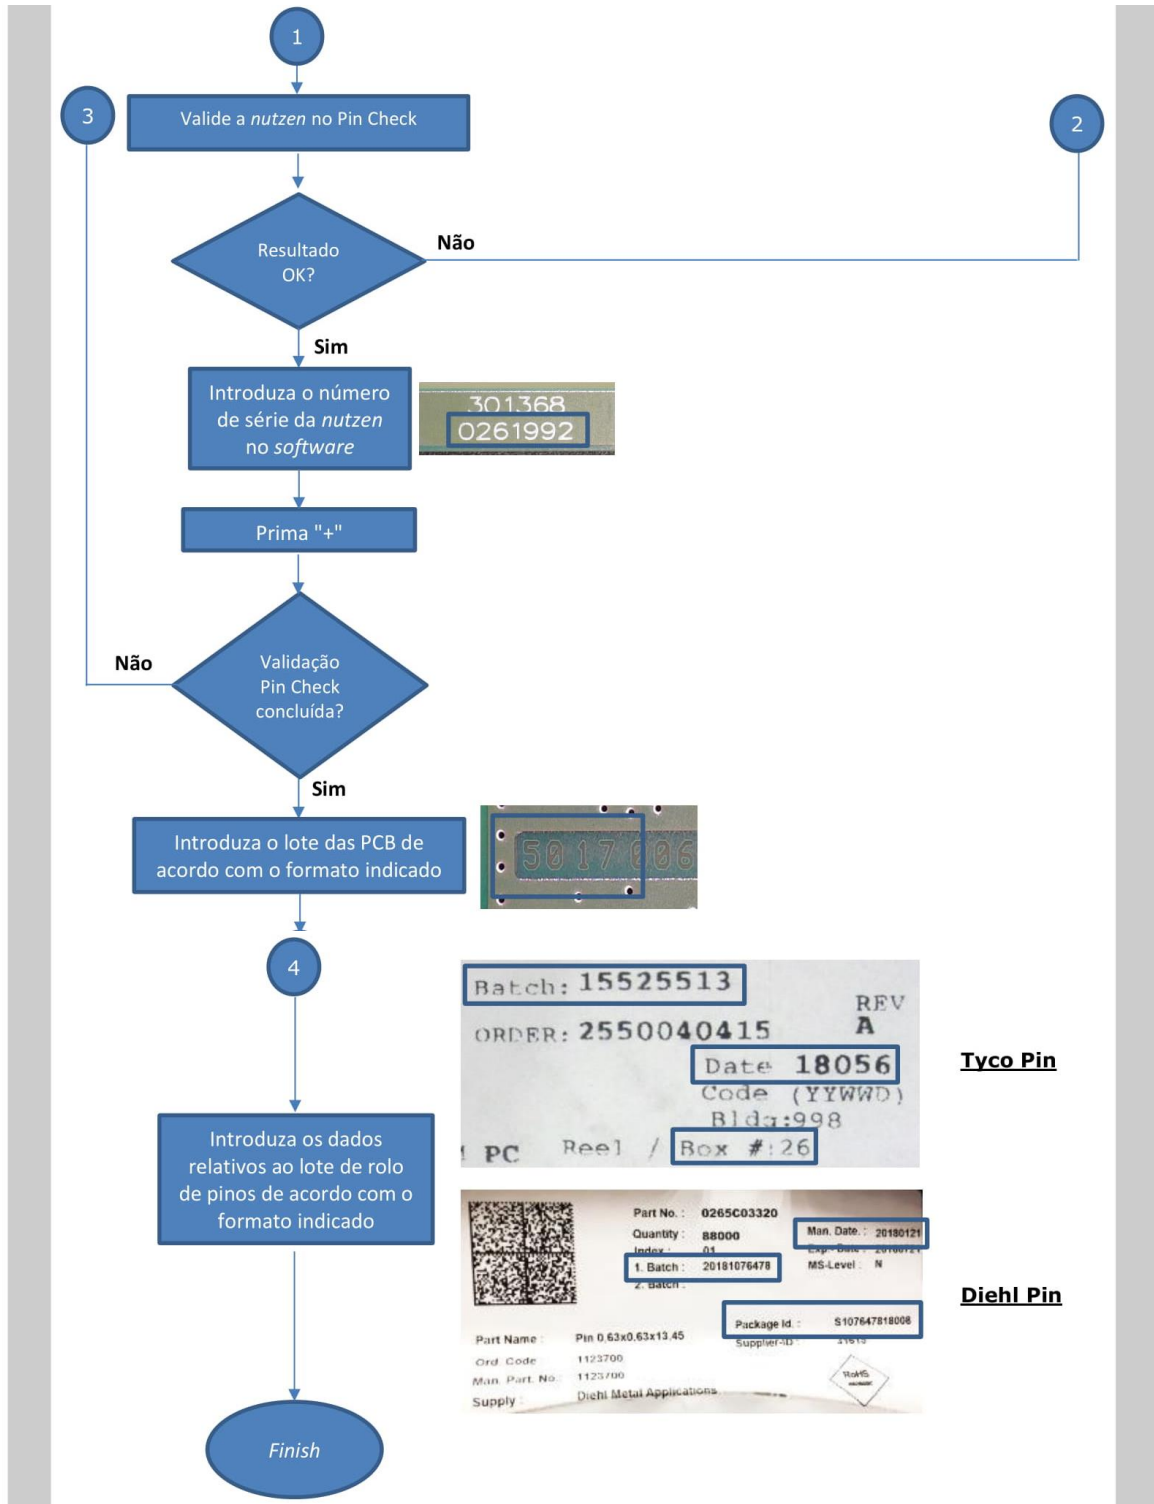 1
3
Valide a nutzen no Pin Check
2
Resultado
OK?
Não
Sim
Introduza o número
de série da nutzen
no software
301368
0261992
Prima "+"
Não
Validação
Pin Check
concluída?
Sim
Introduza o lote das PCB de
acordo com o formato indicado
5017006
4
Batch: 15525513
REV
A
ORDER: 2550040415
Date 18056
Code (YYWWD)
Bldg:998
PC Reel / Box #:26
Tyco Pin
Introduza os dados
relativos ao lote de rolo
de pinos de acordo com o
formato indicado
Part No. : 0265C03320
Quantity : 88000
Man. Date. : 20180121
Index : 01
Exp.- Date :
1. Batch : 20181076478
MS-Level : N
2. Batch :
Diehl Pin
Package Id. : S107647818006
Supplier-ID :
Part Name : Pin 0,63x0,63x13,45
Ord. Code 1123700
Man. Part. No. : 1123700
Supply : Diehl Metal Applications
RoHS
Finish